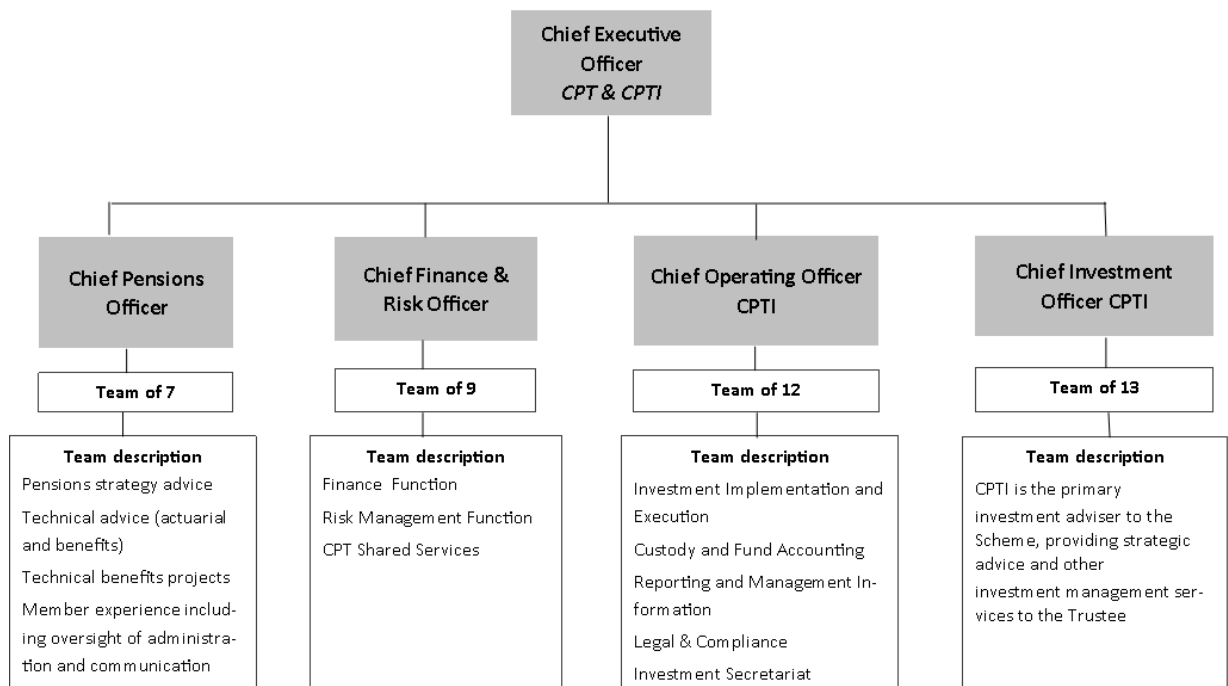 Chief Executive
Officer
CPT & CPTI
Chief Pensions
Officer
Team of 7
Team description
Pensions strategy advice
Technical advice (actuarial
and benefits)
Technical benefits projects
Member experience includ-
ing oversight of administra-
tion and communication
Chief Finance &
Risk Officer
Team of 9
Team description
Finance Function
Risk Management Function
CPT Shared Services
Chief Operating Officer
CPTI
Team of 12
Team description
Investment Implementation and
Execution
Custody and Fund Accounting
Reporting and Management In-
formation
Legal & Compliance
Investment Secretariat
Chief Investment
Officer CPTI
Team of 13
Team description
CPTI is the primary
investment adviser to the
Scheme, providing strategic
advice and other
investment management ser-
vices to the Trustee